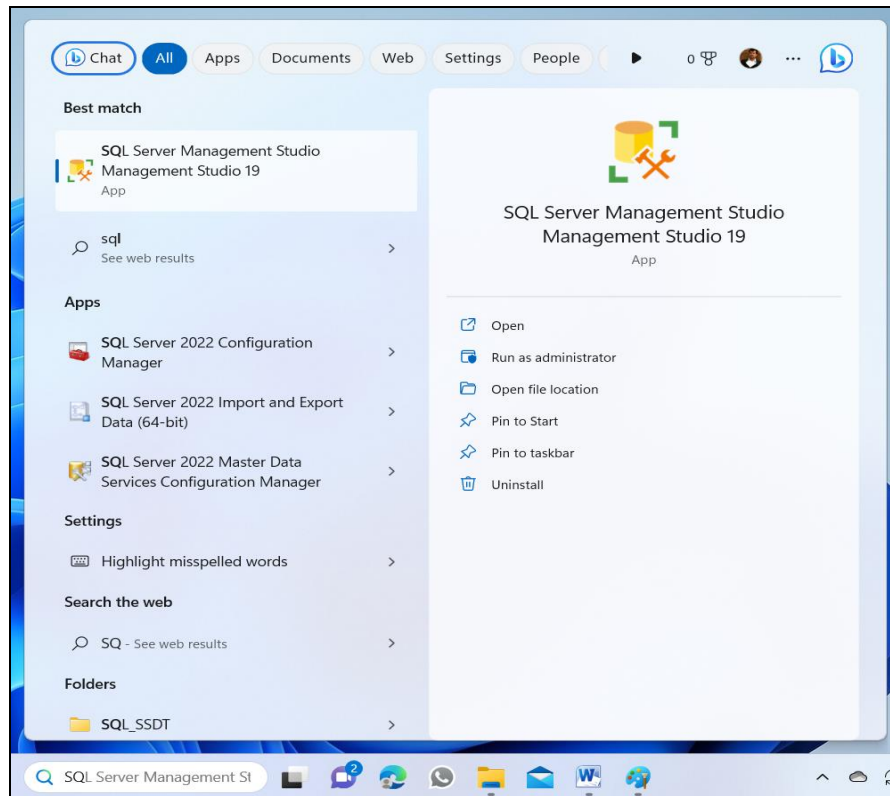 Chat
All
Apps
Documents
Web
Settings
People
0
Best match
SQL Server Management Studio
Management Studio 19
App
sql
See web results
Apps
SQL Server 2022 Configuration
Manager
SQL Server 2022 Import and Export
Data (64-bit)
SQL Server 2022 Master Data
Services Configuration Manager
Settings
Highlight misspelled words
Search the web
SQ - See web results
Folders
SQL_SSDT
SQL Server Management Studio
Management Studio 19
App
Open
Run as administrator
Open file location
Pin to Start
Pin to taskbar
Uninstall
SQL Server Management St
2
W